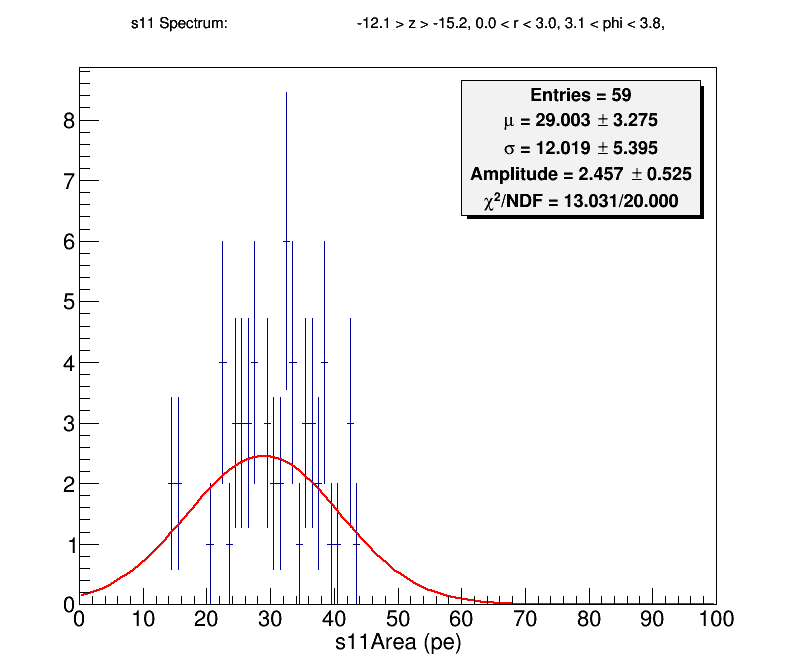 s11 Spectrum: -12.1 > z > -15.2, 0.0 < r < 3.0, 3.1 < phi < 3.8,
Entries = 59
μ = 29.003 ± 3.275
σ = 12.019 ± 5.395
Amplitude = 2.457 ± 0.525
χ²/NDF = 13.031/20.000
8
7
6
5
4
3
2
1
0
0 10 20 30 40 50 60 70 80 90 100
s11Area (pe)